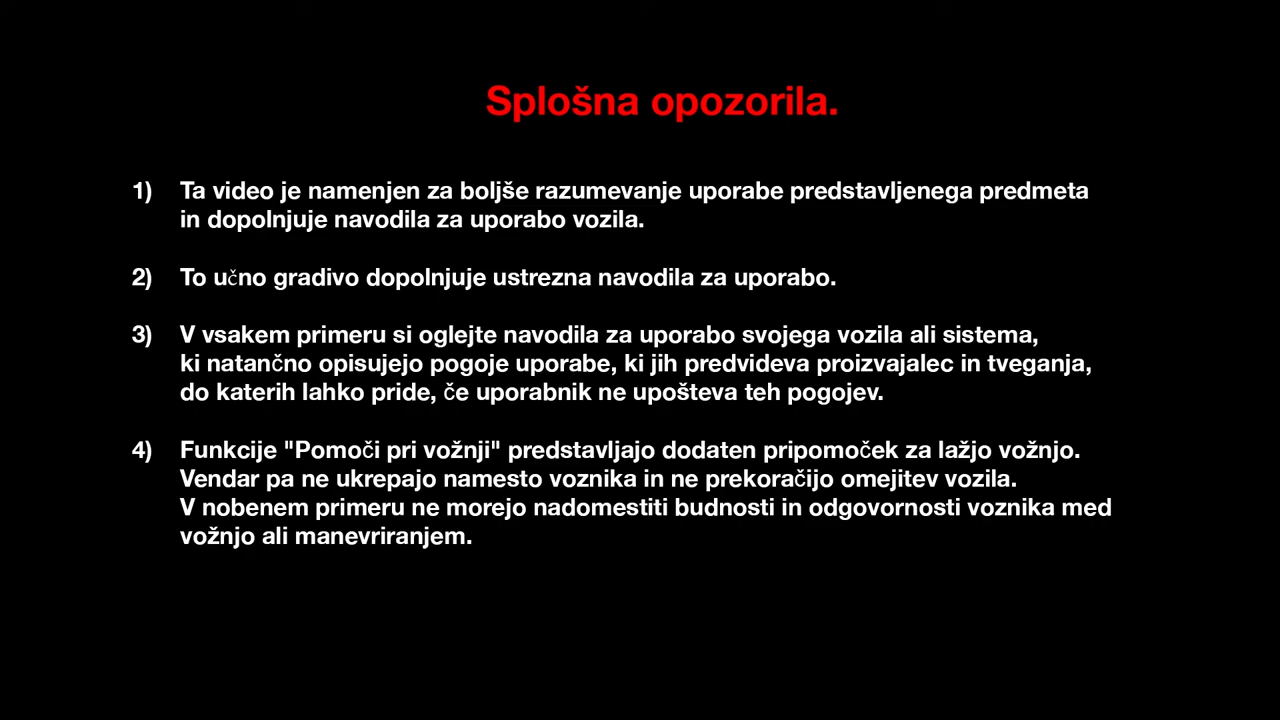 Splošna opozorila.
1) Ta video je namenjen za boljše razumevanje uporabe predstavljenega predmeta
in dopolnjuje navodila za uporabo vozila.
2) To učno gradivo dopolnjuje ustrezna navodila za uporabo.
3) V vsakem primeru si oglejte navodila za uporabo svojega vozila ali sistema,
ki natančno opisujejo pogoje uporabe, ki jih predvideva proizvajalec in tveganja,
do katerih lahko pride, če uporabnik ne upošteva teh pogojev.
4) Funkcije "Pomoči pri vožnji" predstavljajo dodaten pripomoček za lažjo vožnjo.
Vendar pa ne ukrepajo namesto voznika in ne prekoračijo omejitev vozila.
V nobenem primeru ne morejo nadomestiti budnosti in odgovornosti voznika med
vožnjo ali manevriranjem.